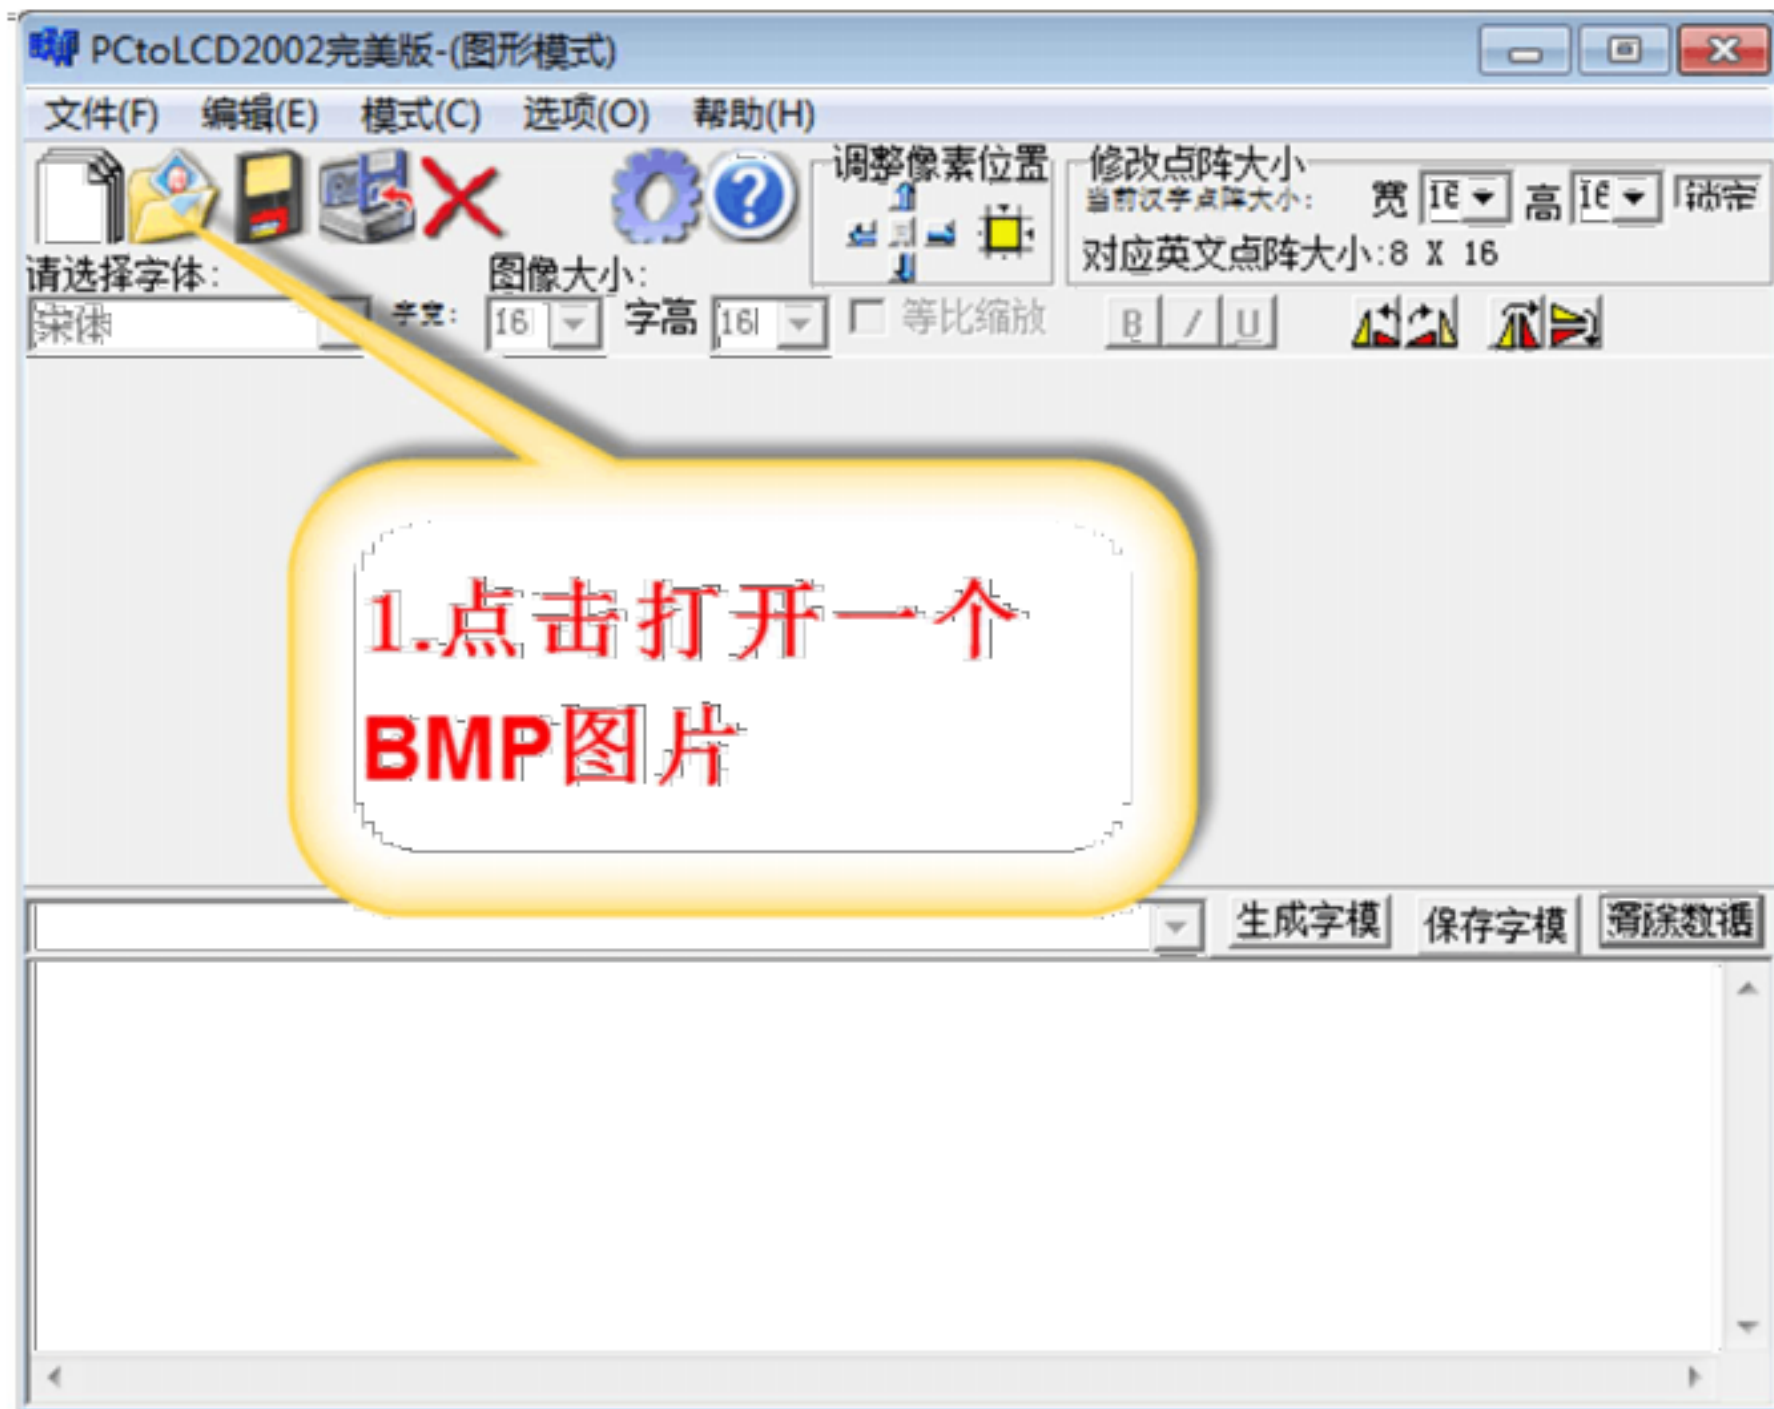 PCtoLCD2002完美版-(图形模式)
文件(F) 编辑(E) 模式(C) 选项(O) 帮助(H)
调整像素位置 修改点阵大小
当前汉字点阵大小: 宽 16 高 16 锁定
对应英文点阵大小:8 X 16
请选择字体: 图像大小:
宋体 字宽: 16 字高 16 等比缩放 B / U
1.点击打开一个
BMP图片
生成字模 保存字模 清除数据